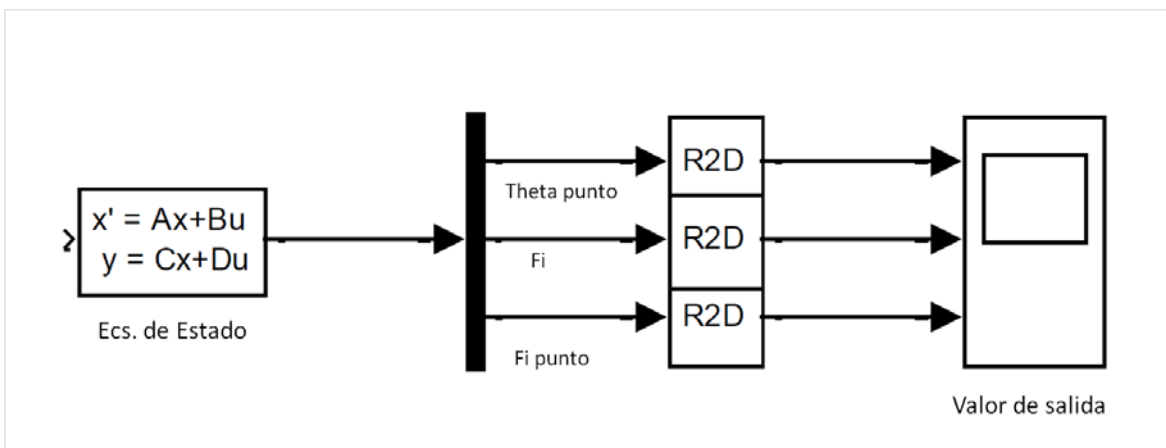 x' = Ax+Bu
y = Cx+Du
Ecs. de Estado
Theta punto
Fi
Fi punto
R2D
R2D
R2D
Valor de salida